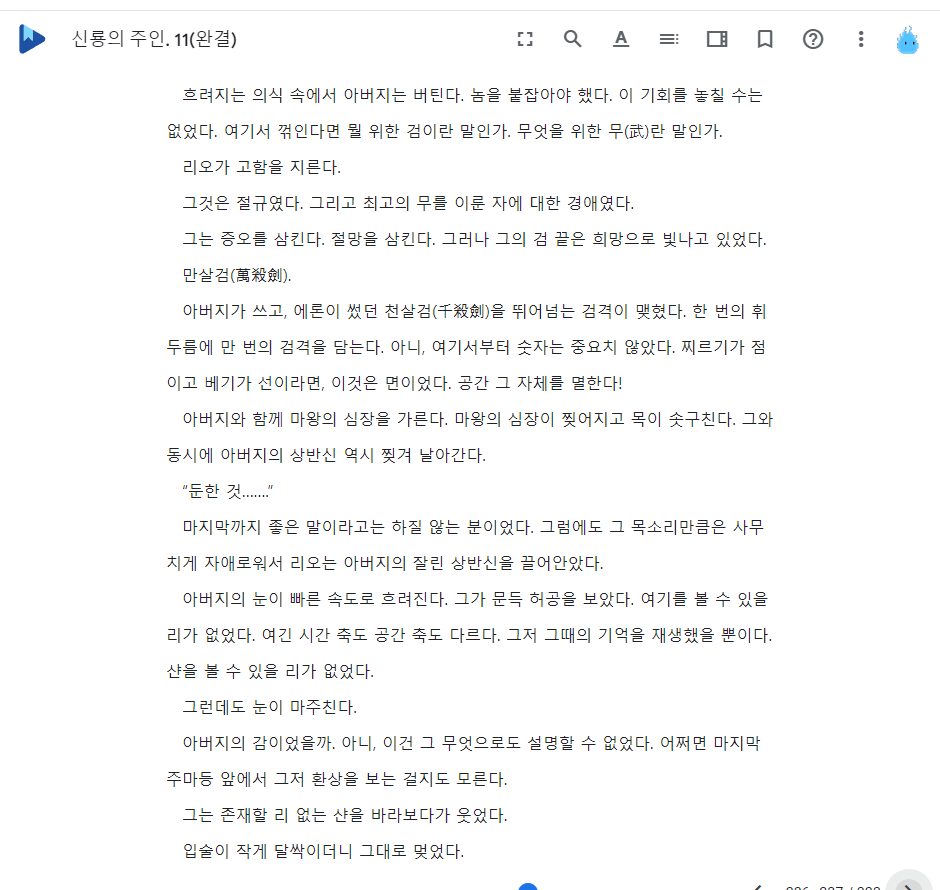 신룡의 주인. 11(완결)
흐려지는 의식 속에서 아버지는 버틴다. 놈을 붙잡아야 했다. 이 기회를 놓칠 수는
없었다. 여기서 꺾인다면 뭘 위한 검이란 말인가. 무엇을 위한 무(武)란 말인가.
리오가 고함을 지른다.
그것은 절규였다. 그리고 최고의 무를 이룬 자에 대한 경애였다.
그는 증오를 삼킨다. 절망을 삼킨다. 그러나 그의 검 끝은 희망으로 빛나고 있었다.
만살검(萬殺劍).
아버지가 쓰고, 에론이 썼던 천살검(千殺劍)을 뛰어넘는 검격이 맺혔다. 한 번의 휘
두름에 만 번의 검격을 담는다. 아니, 여기서부터 숫자는 중요치 않았다. 찌르기가 점
이고 베기가 선이라면, 이것은 면이었다. 공간 그 자체를 멸한다!
아버지와 함께 마왕의 심장을 가른다. 마왕의 심장이 찢어지고 목이 솟구친다. 그와
동시에 아버지의 상반신 역시 찢겨 날아간다.
“둔한 것…….”
마지막까지 좋은 말이라고는 하질 않는 분이었다. 그럼에도 그 목소리만큼은 사무
치게 자애로워서 리오는 아버지의 잘린 상반신을 끌어안았다.
아버지의 눈이 빠른 속도로 흐려진다. 그가 문득 허공을 보았다. 여기를 볼 수 있을
리가 없었다. 여긴 시간 축도 공간 축도 다르다. 그저 그때의 기억을 재생했을 뿐이다.
샨을 볼 수 있을 리가 없었다.
그런데도 눈이 마주친다.
아버지의 감이었을까. 아니, 이건 그 무엇으로도 설명할 수 없었다. 어쩌면 마지막
주마등 앞에서 그저 환상을 보는 걸지도 모른다.
그는 존재할 리 없는 샨을 바라보다가 웃었다.
입술이 작게 달싹이더니 그대로 멎었다.